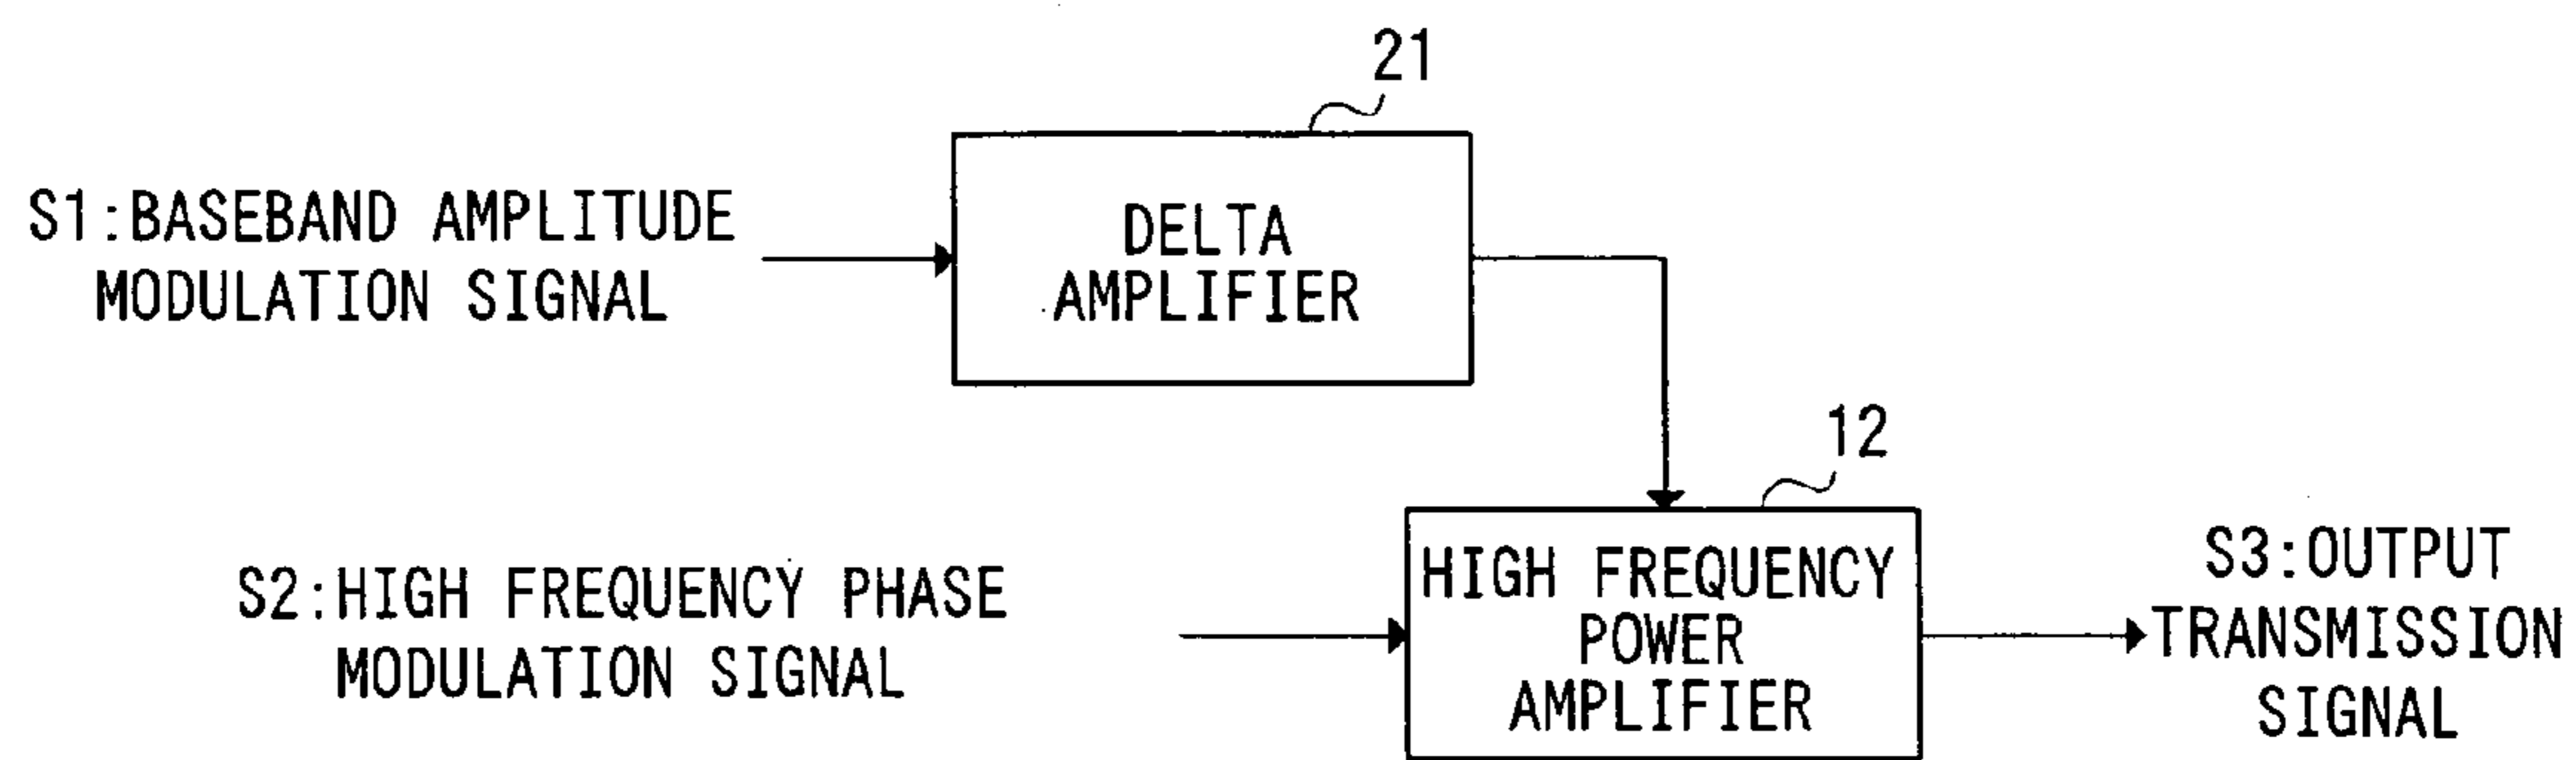 21
S1:BASEBAND AMPLITUDE
MODULATION SIGNAL
DELTA
AMPLIFIER
12
S2:HIGH FREQUENCY PHASE
MODULATION SIGNAL
HIGH FREQUENCY
POWER
AMPLIFIER
S3:OUTPUT
TRANSMISSION
SIGNAL